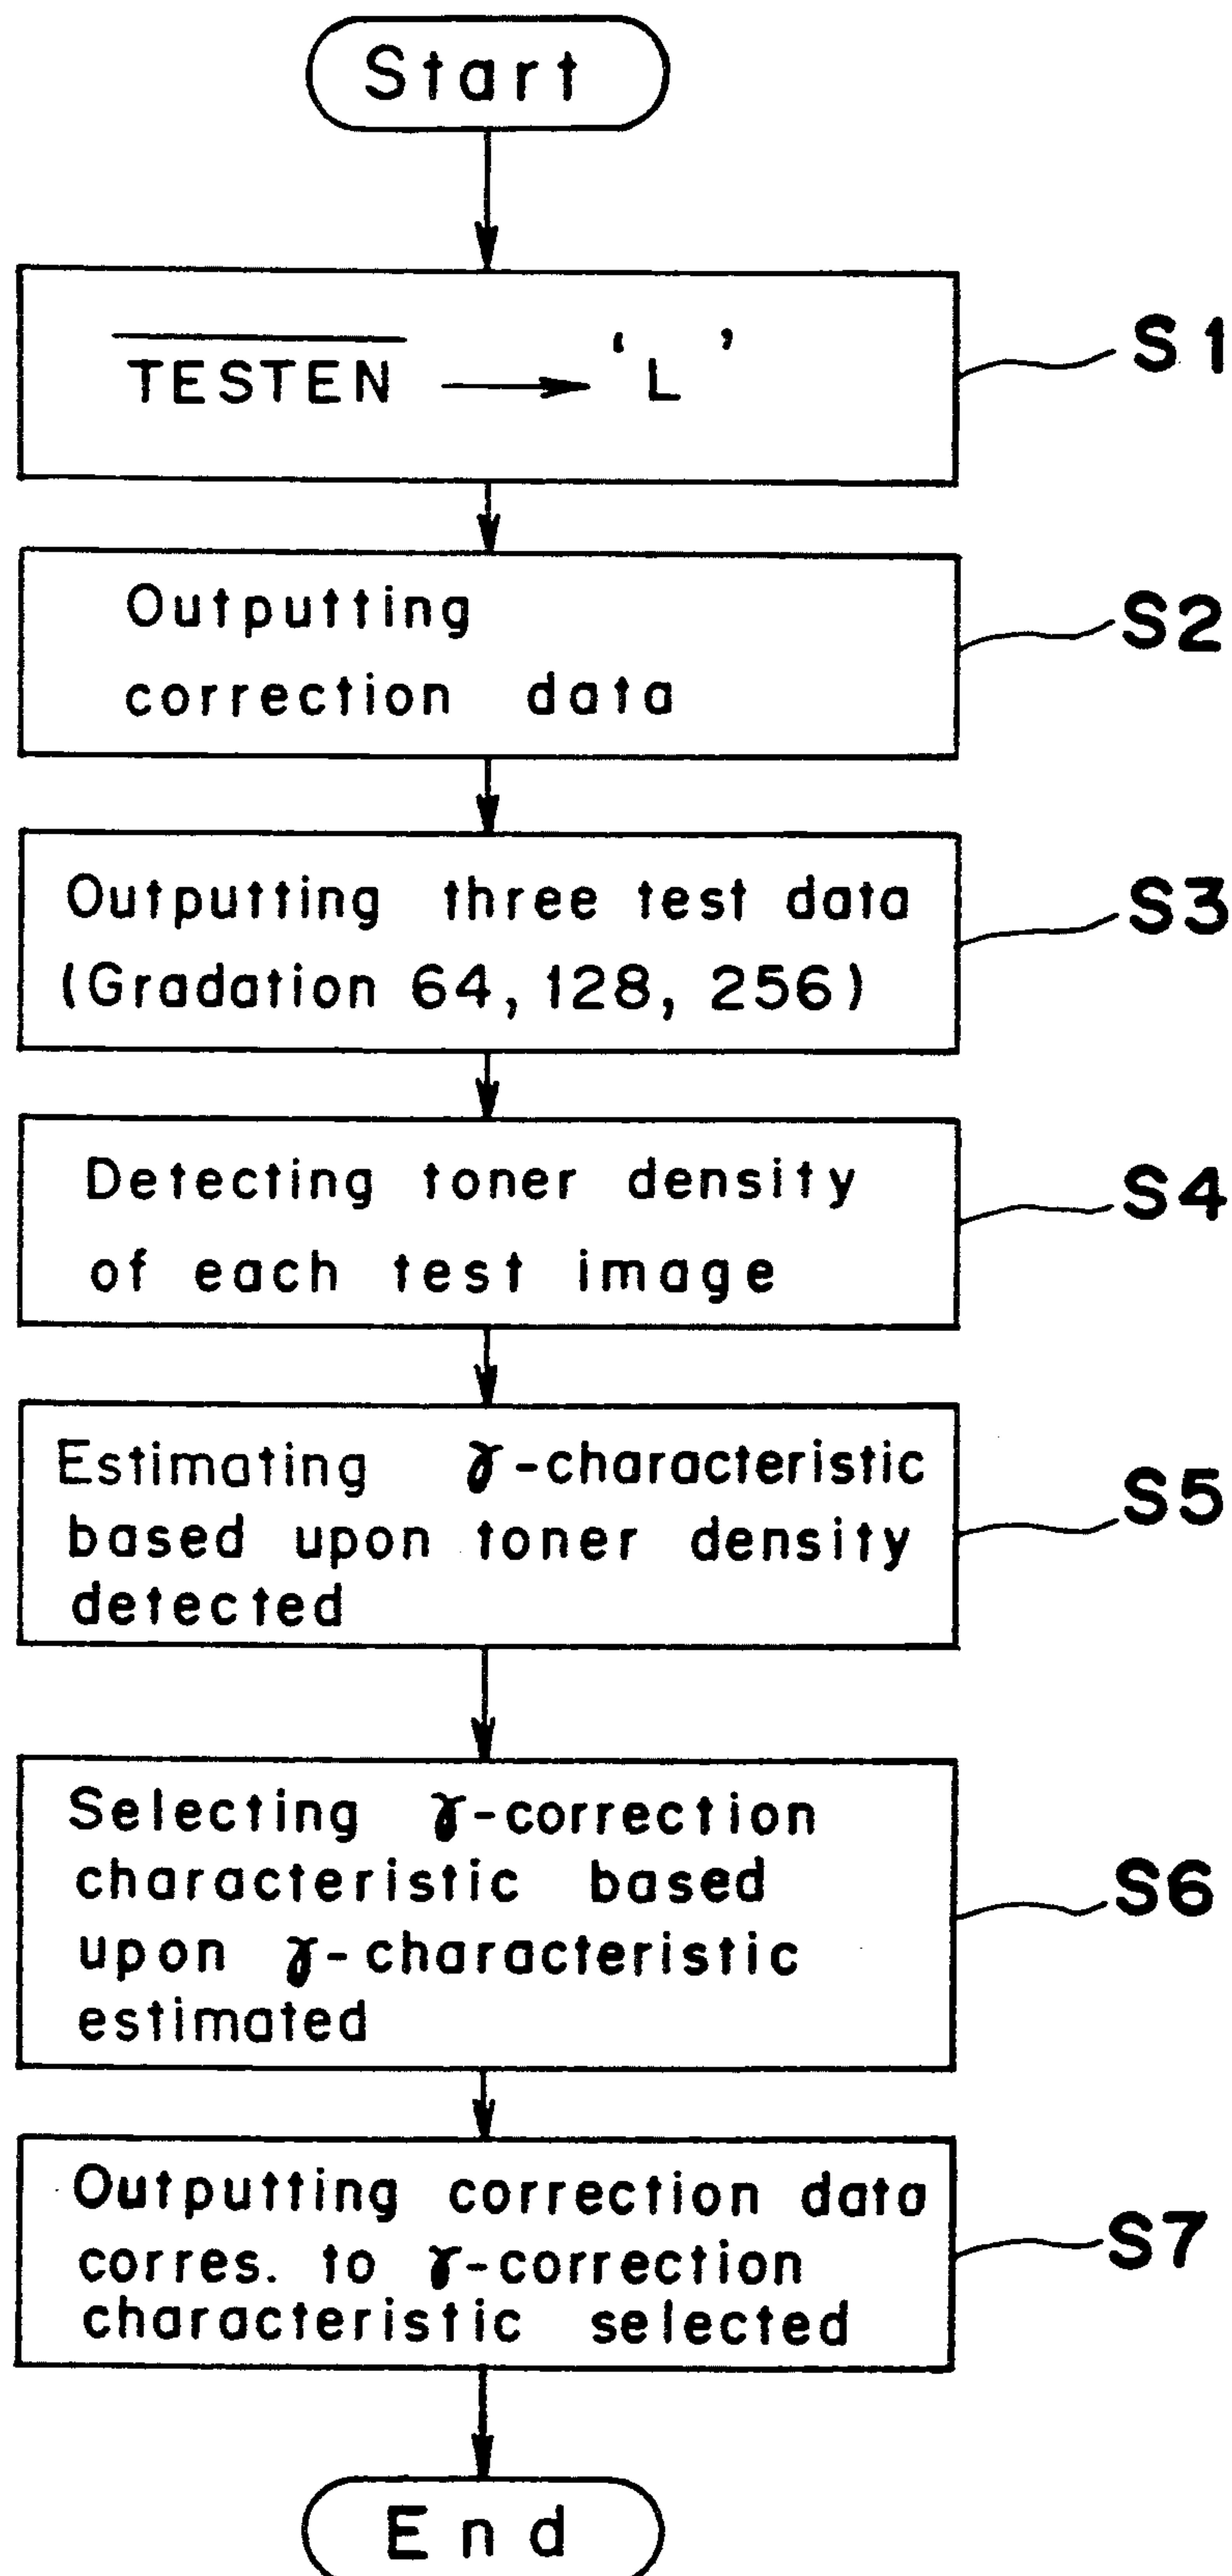 Start
T̅E̅S̅T̅E̅N̅ → ‘L’
S1
Outputting
correction data
S2
Outputting three test data
(Gradation 64, 128, 256)
S3
Detecting toner density
of each test image
S4
Estimating γ-characteristic
based upon toner density
detected
S5
Selecting γ-correction
characteristic based
upon γ-characteristic
estimated
S6
Outputting correction data
corres. to γ-correction
characteristic selected
S7
End